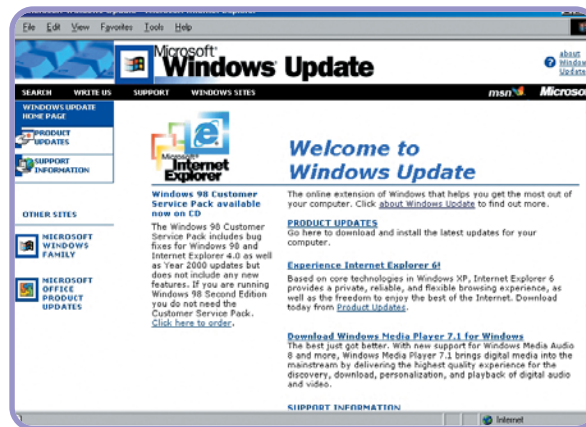 File Edit View Favorites Tools Help
Microsoft
Windows Update
about
Windows
Update
SEARCH WRITE US SUPPORT WINDOWS SITES
msn Microsoft
WINDOWS UPDATE
HOME PAGE
PRODUCT
UPDATES
SUPPORT
INFORMATION
OTHER SITES
MICROSOFT
WINDOWS
FAMILY
MICROSOFT
OFFICE
PRODUCT
UPDATES
Microsoft
Internet
Explorer
Windows 98 Customer
Service Pack available
now on CD
The Windows 98 Customer
Service Pack includes bug
fixes for Windows 98 and
Internet Explorer 4.0 as well
as Year 2000 updates but
does not include any new
features. If you are running
Windows 98 Second Edition
you do not need the
Customer Service Pack.
Click here to order.
Welcome to
Windows Update
The online extension of Windows that helps you get the most out of
your computer. Click about Windows Update to find out more.
PRODUCT UPDATES
Go here to download and install the latest updates for your
computer.
Experience Internet Explorer 6!
Based on core technologies in Windows XP, Internet Explorer 6
provides a private, reliable, and flexible browsing experience, as
well as the freedom to enjoy the best of the Internet. Download
today from Product Updates.
Download Windows Media Player 7.1 for Windows
The best just got better. With new support for Windows Media Audio
8 and more, Windows Media Player 7.1 brings digital media into the
mainstream by delivering the highest quality experience for the
discovery, download, personalization, and playback of digital audio
and video.
SUPPORT INFORMATION
Internet